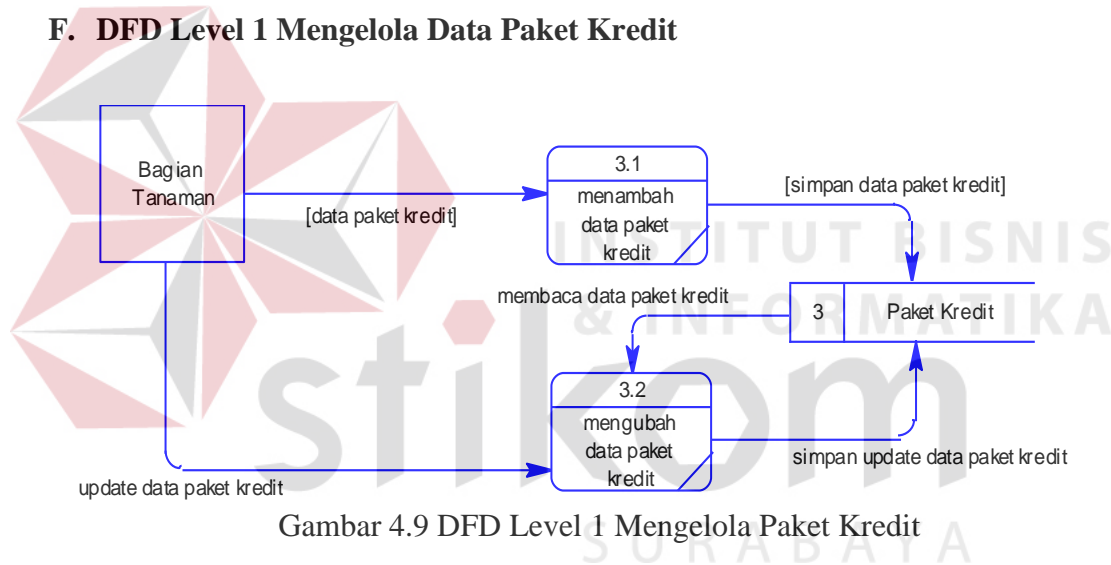 F. DFD Level 1 Mengelola Data Paket Kredit
Bagian
Tanaman
[data paket kredit]
3.1
menambah
data paket
kredit
[simpan data paket kredit]
INSTITUT BISNIS
& INFORMATIKA
membaca data paket kredit
3
Paket Kredit
stikom
3.2
mengubah
data paket
kredit
simpan update data paket kredit
update data paket kredit
Gambar 4.9 DFD Level 1 Mengelola Paket Kredit
SURABAYA